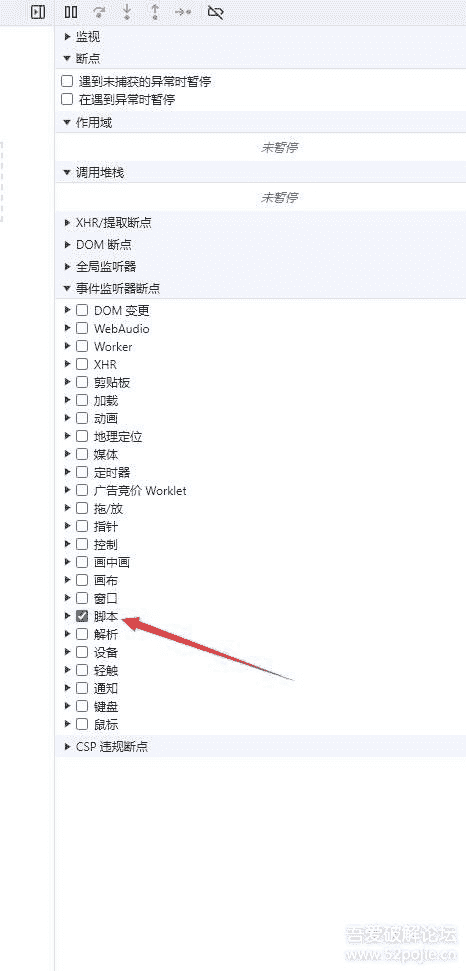 监视
断点
遇到未捕获的异常时暂停
在遇到异常时暂停
作用域
未暂停
调用堆栈
未暂停
XHR/提取断点
DOM 断点
全局监听器
事件监听器断点
DOM 变更
WebAudio
Worker
XHR
剪贴板
加载
动画
地理定位
媒体
定时器
广告竞价 Worklet
拖/放
指针
控制
画中画
画布
窗口
脚本
解析
设备
轻触
通知
键盘
鼠标
CSP 违规断点
吾爱破解论坛
www.52pojie.cn